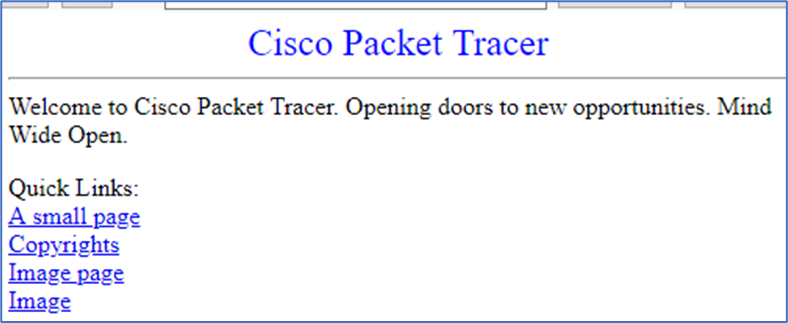 Cisco Packet Tracer
Welcome to Cisco Packet Tracer. Opening doors to new opportunities. Mind
Wide Open.
Quick Links:
A small page
Copyrights
Image page
Image